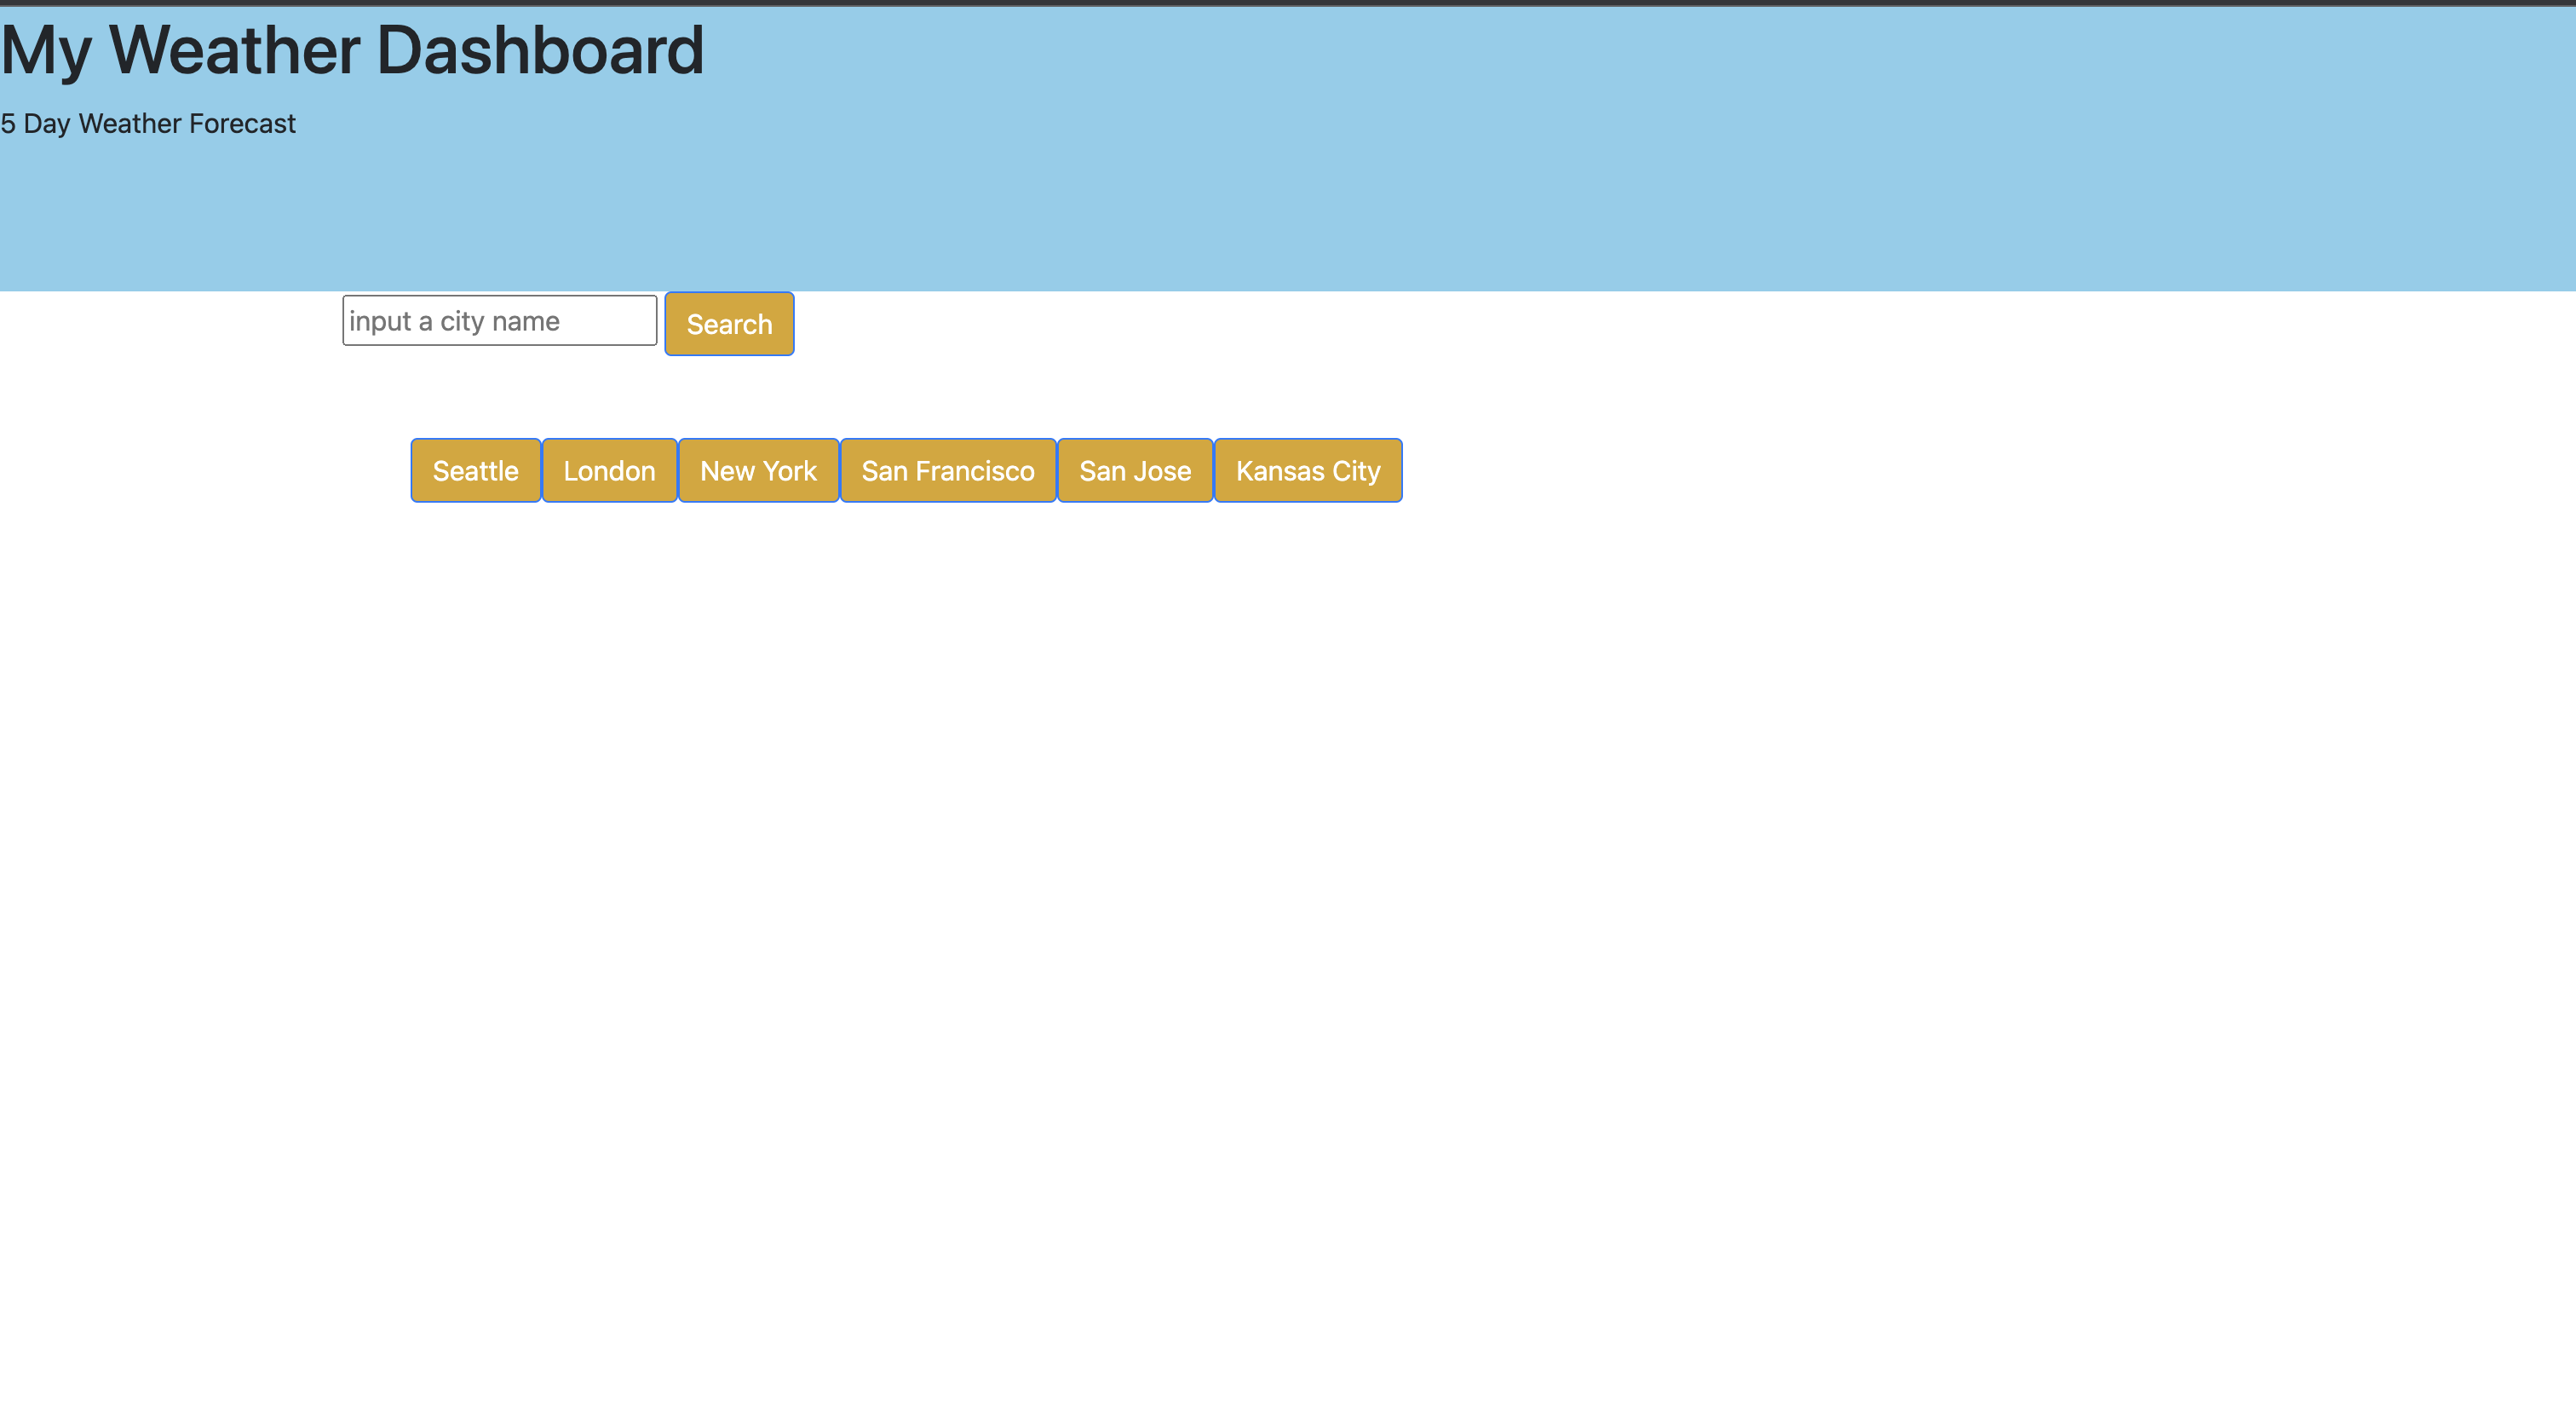 My Weather Dashboard
5 Day Weather Forecast
input a city name Search
Seattle London New York San Francisco San Jose Kansas City